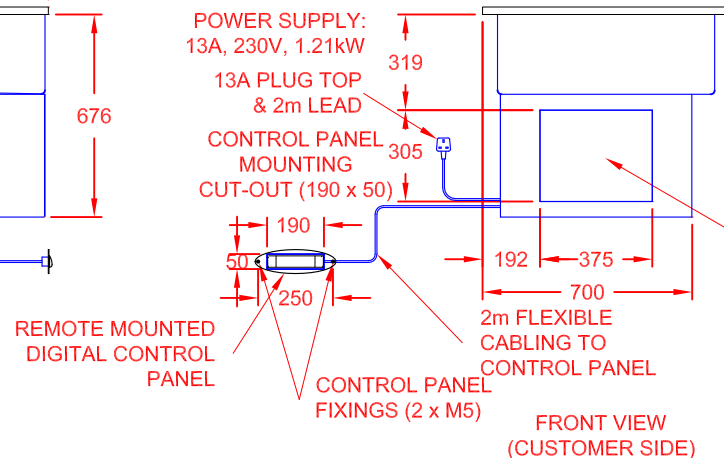 POWER SUPPLY:
13A, 230V, 1.21kW
13A PLUG TOP
& 2m LEAD
CONTROL PANEL
MOUNTING
CUT-OUT (190 x 50)
676
319
305
190
50
250
192
375
700
REMOTE MOUNTED
DIGITAL CONTROL
PANEL
CONTROL PANEL
FIXINGS (2 x M5)
2m FLEXIBLE
CABLING TO
CONTROL PANEL
FRONT VIEW
(CUSTOMER SIDE)